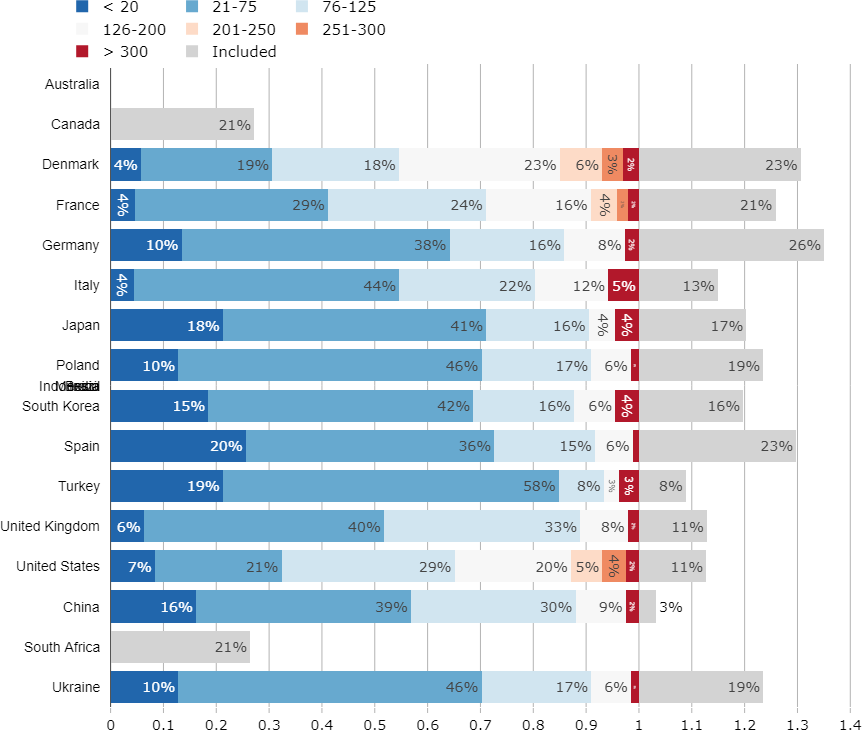 < 20 21-75 76-125
126-200 201-250 251-300
> 300 Included
Australia
Canada 21%
Denmark 4% 19% 18% 23% 6% 3% 2% 23%
France 4% 29% 24% 16% 4% 21%
Germany 10% 38% 16% 8% 2% 26%
Italy 4% 44% 22% 12% 5% 13%
Japan 18% 41% 16% 4% 4% 17%
Poland 10% 46% 17% 6% 19%
South Korea 15% 42% 16% 6% 4% 16%
Spain 20% 36% 15% 6% 23%
Turkey 19% 58% 8% 3% 3% 8%
United Kingdom 6% 40% 33% 8% 11%
United States 7% 21% 29% 20% 5% 4% 2% 11%
China 16% 39% 30% 9% 2% 3%
South Africa 21%
Ukraine 10% 46% 17% 6% 19%
0 0.1 0.2 0.3 0.4 0.5 0.6 0.7 0.8 0.9 1 1.1 1.2 1.3 1.4